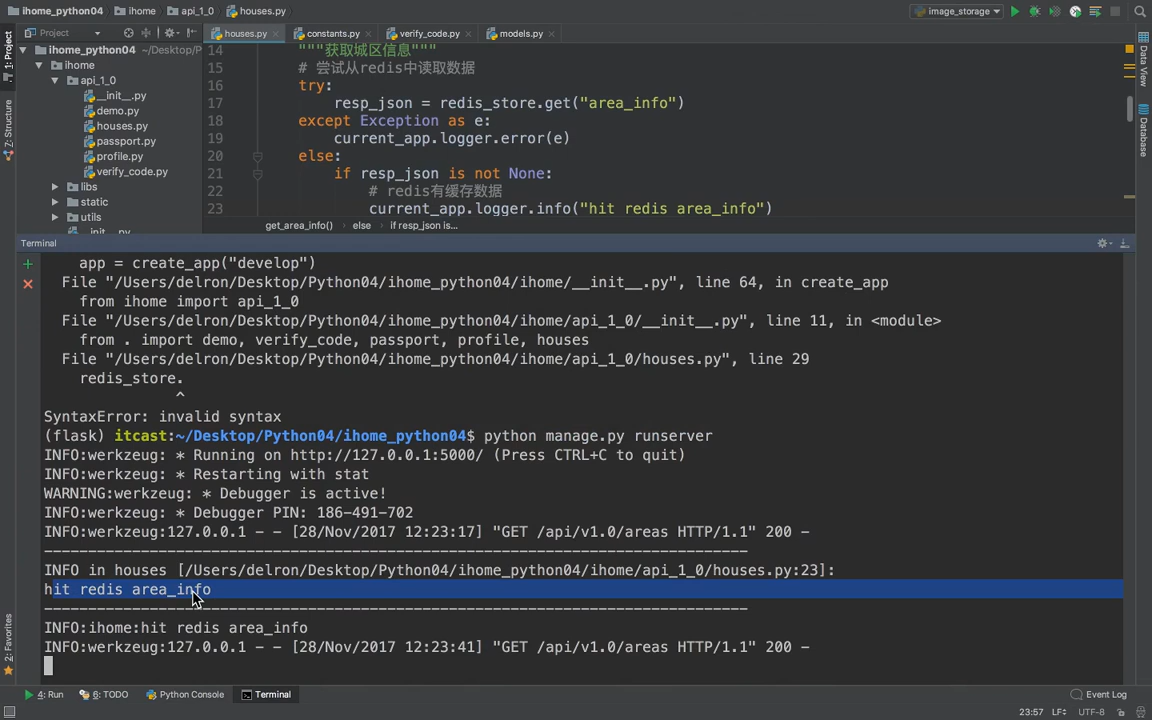 ihome_python04
ihome
api_1_0
houses.py
image_storage
1: Project
Z: Structure
2: Favorites
Data View
Database
Project
houses.py
constants.py
verify_code.py
models.py
ihome_python04 ~/Desktop/P
ihome
api_1_0
__init__.py
demo.py
houses.py
passport.py
profile.py
verify_code.py
libs
static
utils
__init__.py
14 """获取城区信息"""
15 # 尝试从redis中读取数据
16 try:
17 resp_json = redis_store.get("area_info")
18 except Exception as e:
19 current_app.logger.error(e)
20 else:
21 if resp_json is not None:
22 # redis有缓存数据
23 current_app.logger.info("hit redis area_info")
get_area_info() › else › if resp_json is...
Terminal
app = create_app("develop")
File "/Users/delron/Desktop/Python04/ihome_python04/ihome/__init__.py", line 64, in create_app
from ihome import api_1_0
File "/Users/delron/Desktop/Python04/ihome_python04/ihome/api_1_0/__init__.py", line 11, in <module>
from . import demo, verify_code, passport, profile, houses
File "/Users/delron/Desktop/Python04/ihome_python04/ihome/api_1_0/houses.py", line 29
redis_store.
^
SyntaxError: invalid syntax
(flask) itcast:~/Desktop/Python04/ihome_python04$ python manage.py runserver
INFO:werkzeug: * Running on http://127.0.0.1:5000/ (Press CTRL+C to quit)
INFO:werkzeug: * Restarting with stat
WARNING:werkzeug: * Debugger is active!
INFO:werkzeug: * Debugger PIN: 186-491-702
INFO:werkzeug:127.0.0.1 - - [28/Nov/2017 12:23:17] "GET /api/v1.0/areas HTTP/1.1" 200 -
--------------------------------------------------------------------------------
INFO in houses [/Users/delron/Desktop/Python04/ihome_python04/ihome/api_1_0/houses.py:23]:
hit redis area_info
--------------------------------------------------------------------------------
INFO:ihome:hit redis area_info
INFO:werkzeug:127.0.0.1 - - [28/Nov/2017 12:23:41] "GET /api/v1.0/areas HTTP/1.1" 200 -
4: Run
6: TODO
Python Console
Terminal
Event Log
23:57 LF÷ UTF-8